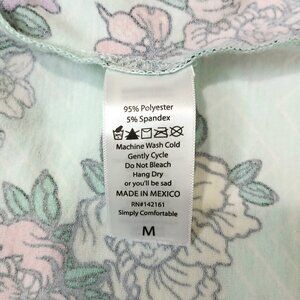 95% Polyester
5% Spandex
Machine Wash Cold
Gently Cycle
Do Not Bleach
Hang Dry
or you'll be sad
MADE IN MEXICO
RN#142161
Simply Comfortable
M